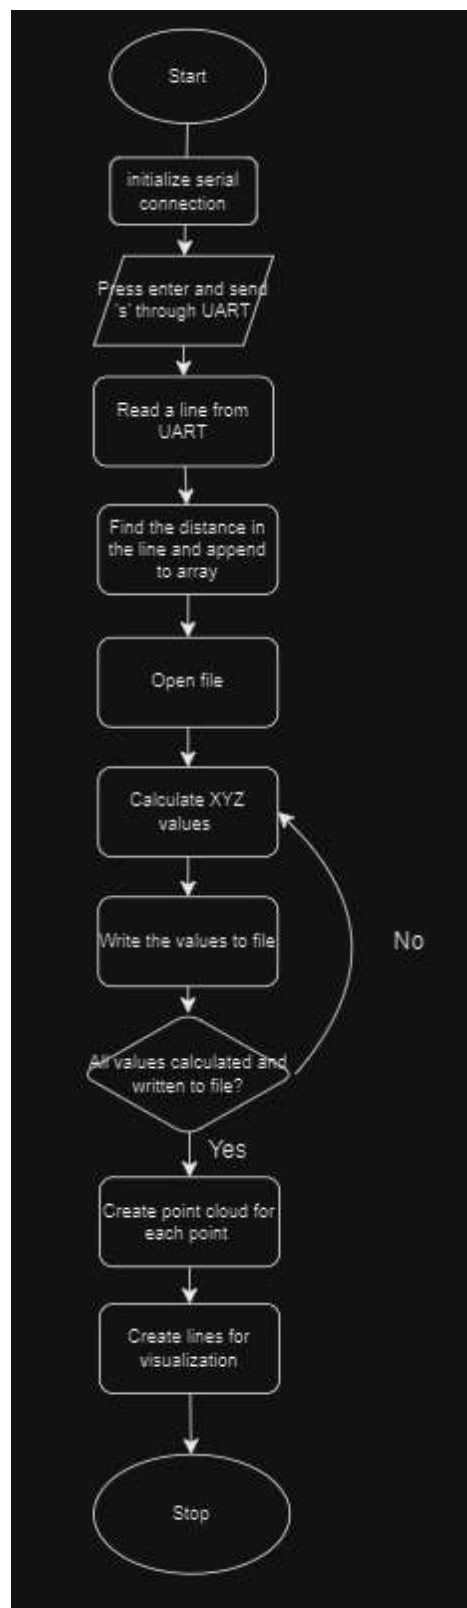 Start
initialize serial
connection
Press enter and send
's' through UART
Read a line from
UART
Find the distance in
the line and append
to array
Open file
Calculate XYZ
values
Write the values to file
No
All values calculated and
written to file?
Yes
Create point cloud for
each point
Create lines for
visualization
Stop